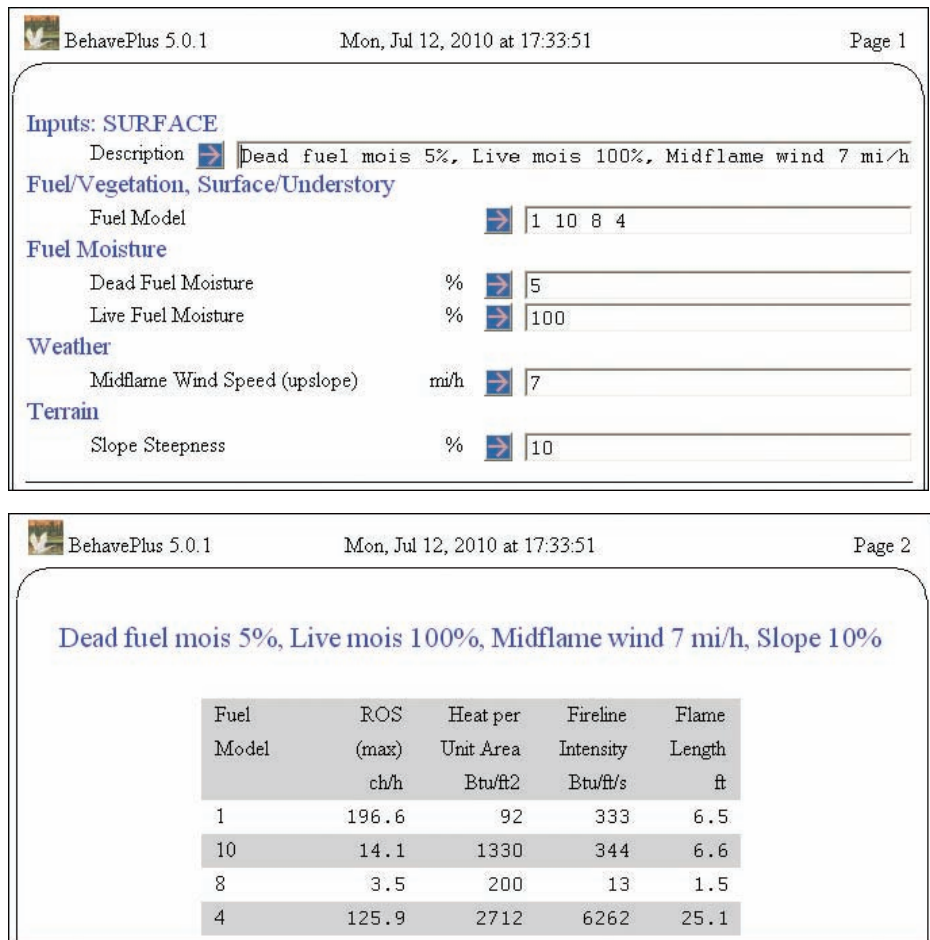 BehavePlus 5.0.1 Mon, Jul 12, 2010 at 17:33:51 Page 1
Inputs: SURFACE
Description Dead fuel mois 5%, Live mois 100%, Midflame wind 7 mi/h
Fuel/Vegetation, Surface/Understory
Fuel Model 1 10 8 4
Fuel Moisture
Dead Fuel Moisture % 5
Live Fuel Moisture % 100
Weather
Midflame Wind Speed (upslope) mi/h 7
Terrain
Slope Steepness % 10
BehavePlus 5.0.1 Mon, Jul 12, 2010 at 17:33:51 Page 2
Dead fuel mois 5%, Live mois 100%, Midflame wind 7 mi/h, Slope 10%
Fuel ROS Heat per Fireline Flame
Model (max) Unit Area Intensity Length
ch/h Btu/ft2 Btu/ft/s ft
1 196.6 92 333 6.5
10 14.1 1330 344 6.6
8 3.5 200 13 1.5
4 125.9 2712 6262 25.1